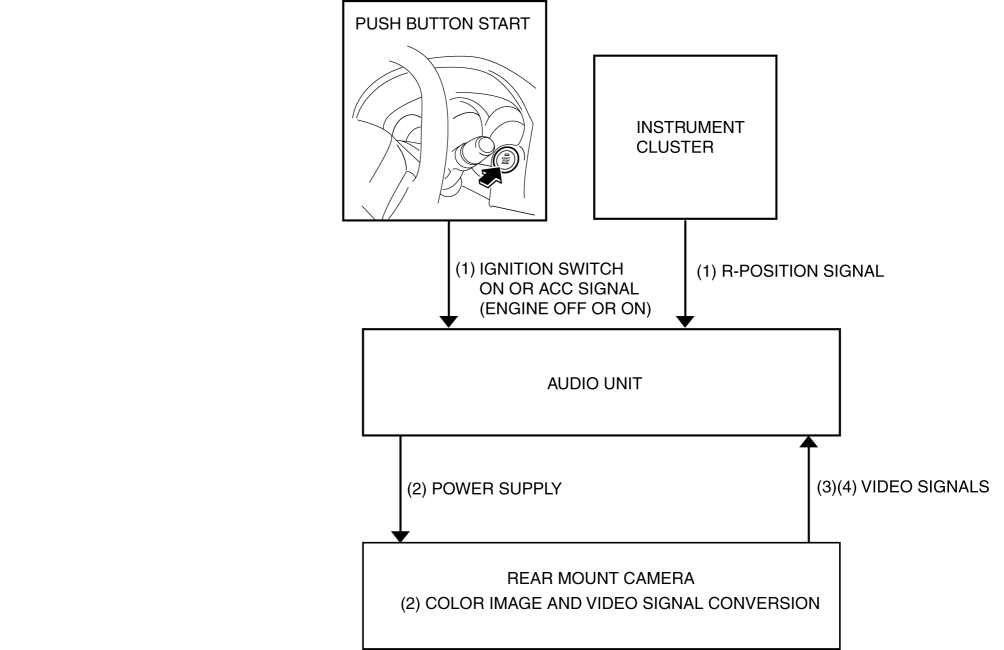 PUSH BUTTON START
INSTRUMENT
CLUSTER
(1) IGNITION SWITCH
ON OR ACC SIGNAL
(ENGINE OFF OR ON)
(1) R-POSITION SIGNAL
AUDIO UNIT
(2) POWER SUPPLY
(3)(4) VIDEO SIGNALS
REAR MOUNT CAMERA
(2) COLOR IMAGE AND VIDEO SIGNAL CONVERSION